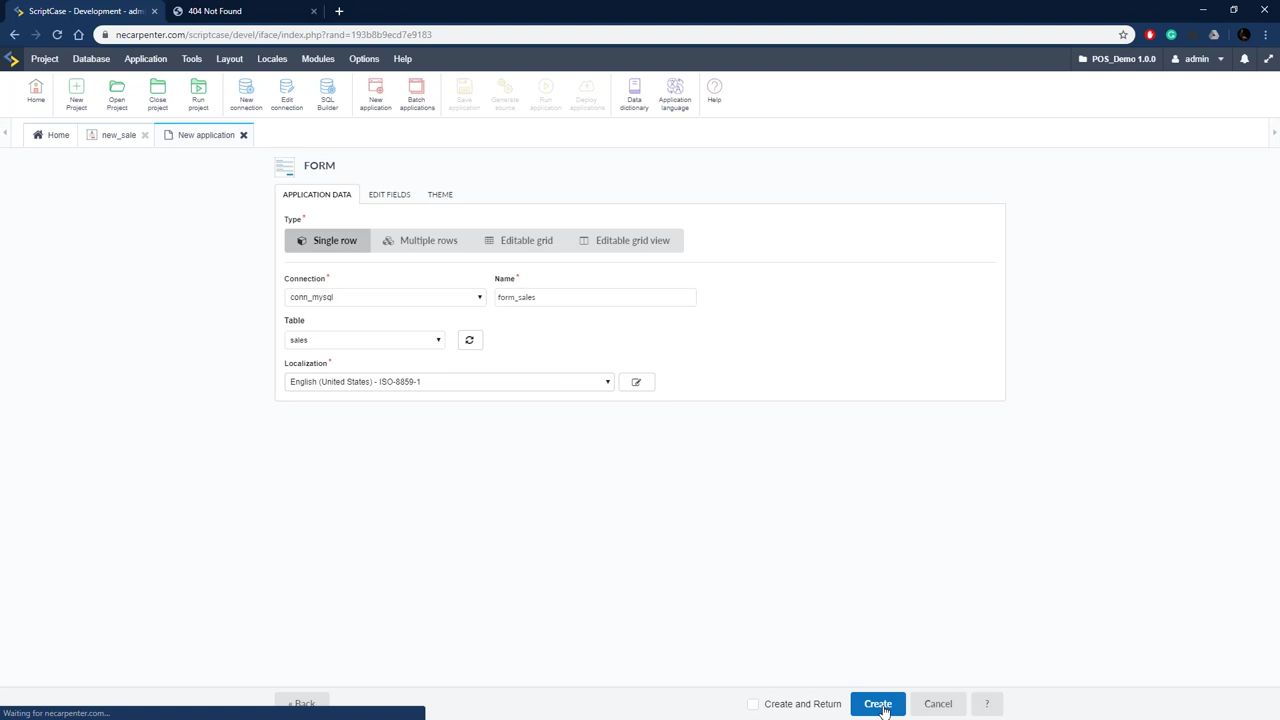 ScriptCase - Development - adm
404 Not Found
necarpenter.com/scriptcase/devel/iface/index.php?rand=193b8b9ecd7e9183
Project Database Application Tools Layout Locales Modules Options Help POS_Demo 1.0.0 admin
Home
New Project
Open Project
Close project
Run project
New connection
Edit connection
SQL Builder
New application
Batch applications
Save application
Generate source
Run application
Deploy applications
Data dictionary
Application language
Help
Home new_sale New application
FORM
APPLICATION DATA EDIT FIELDS THEME
Type*
Single row Multiple rows Editable grid Editable grid view
Connection* Name*
conn_mysql form_sales
Table
sales
Localization*
English (United States) - ISO-8859-1
« Back Create and Return Create Cancel ?
Waiting for necarpenter.com...